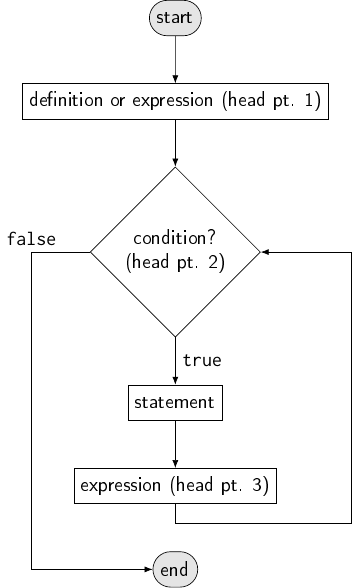 start
definition or expression (head pt. 1)
condition?
(head pt. 2)
false
true
statement
expression (head pt. 3)
end